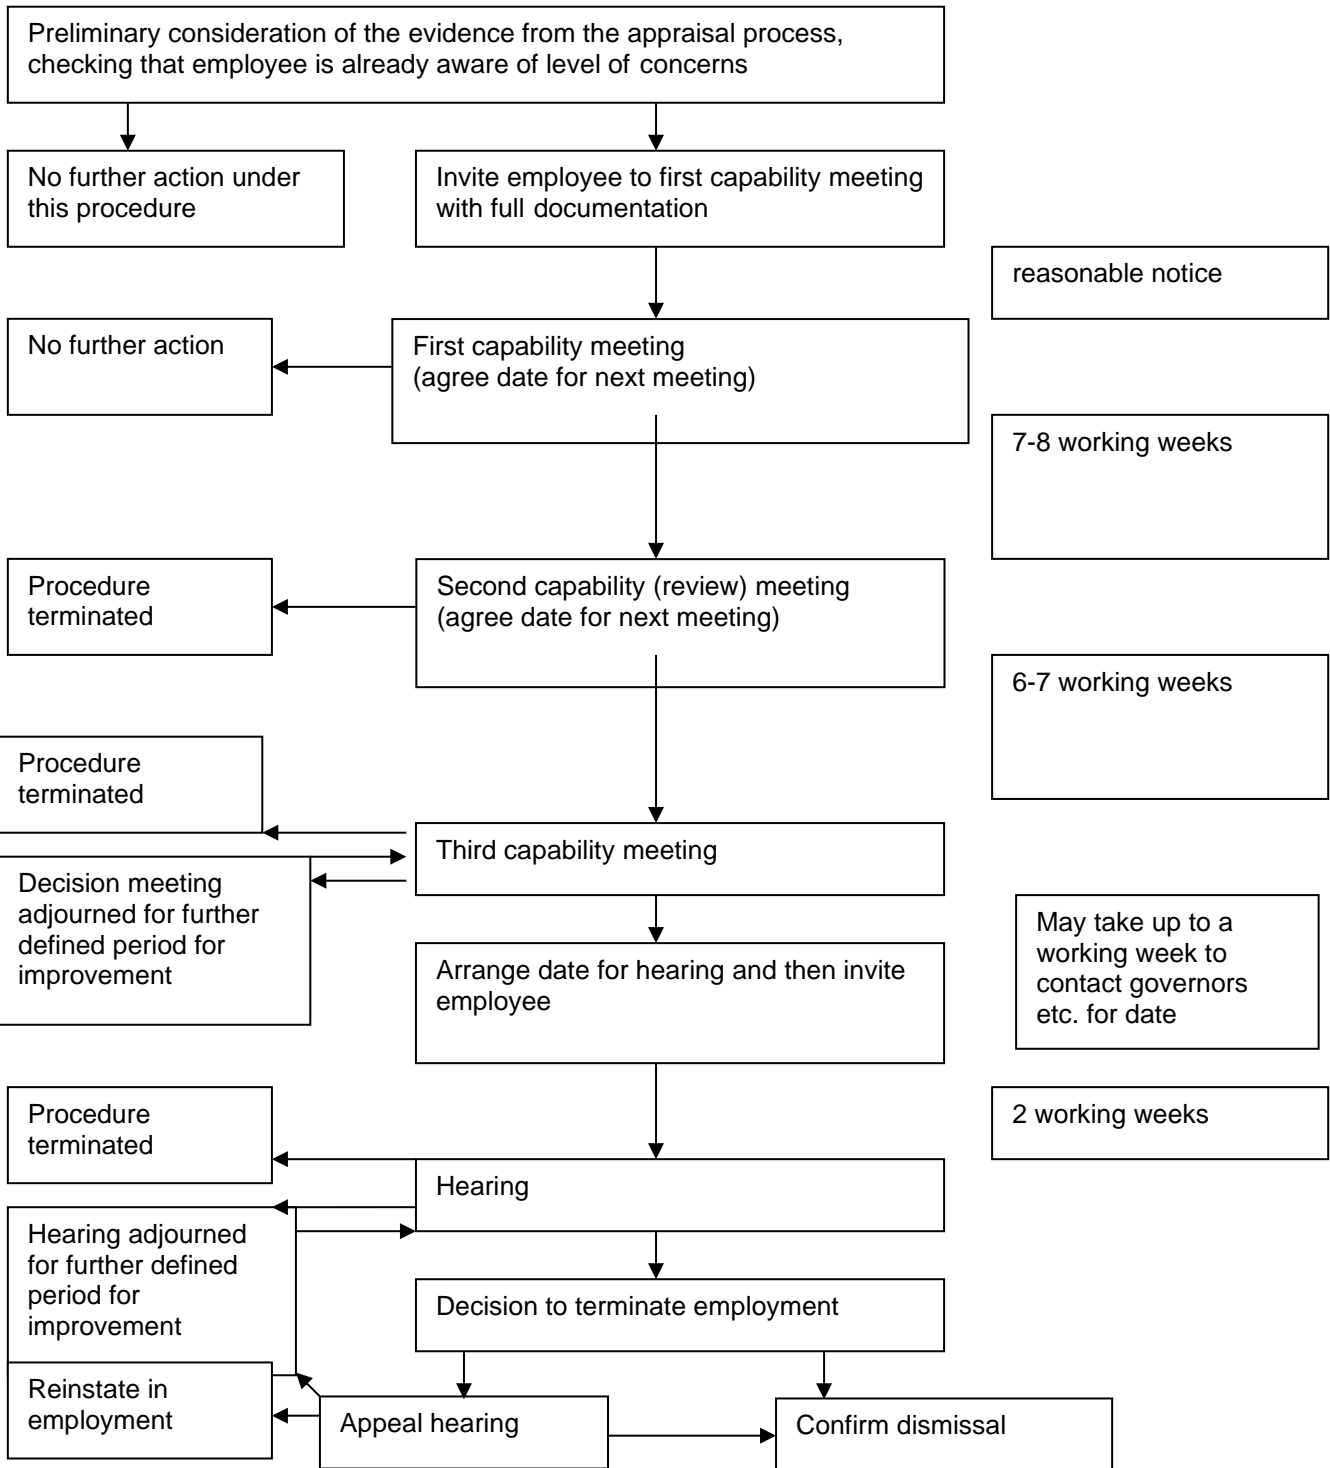 Preliminary consideration of the evidence from the appraisal process,
checking that employee is already aware of level of concerns
No further action under
this procedure
Invite employee to first capability meeting
with full documentation
reasonable notice
No further action
First capability meeting
(agree date for next meeting)
7-8 working weeks
Procedure
terminated
Second capability (review) meeting
(agree date for next meeting)
6-7 working weeks
Procedure
terminated
Third capability meeting
Decision meeting
adjourned for further
defined period for
improvement
May take up to a
working week to
contact governors
etc. for date
Arrange date for hearing and then invite
employee
Procedure
terminated
2 working weeks
Hearing
Hearing adjourned
for further defined
period for
improvement
Decision to terminate employment
Reinstate in
employment
Appeal hearing
Confirm dismissal